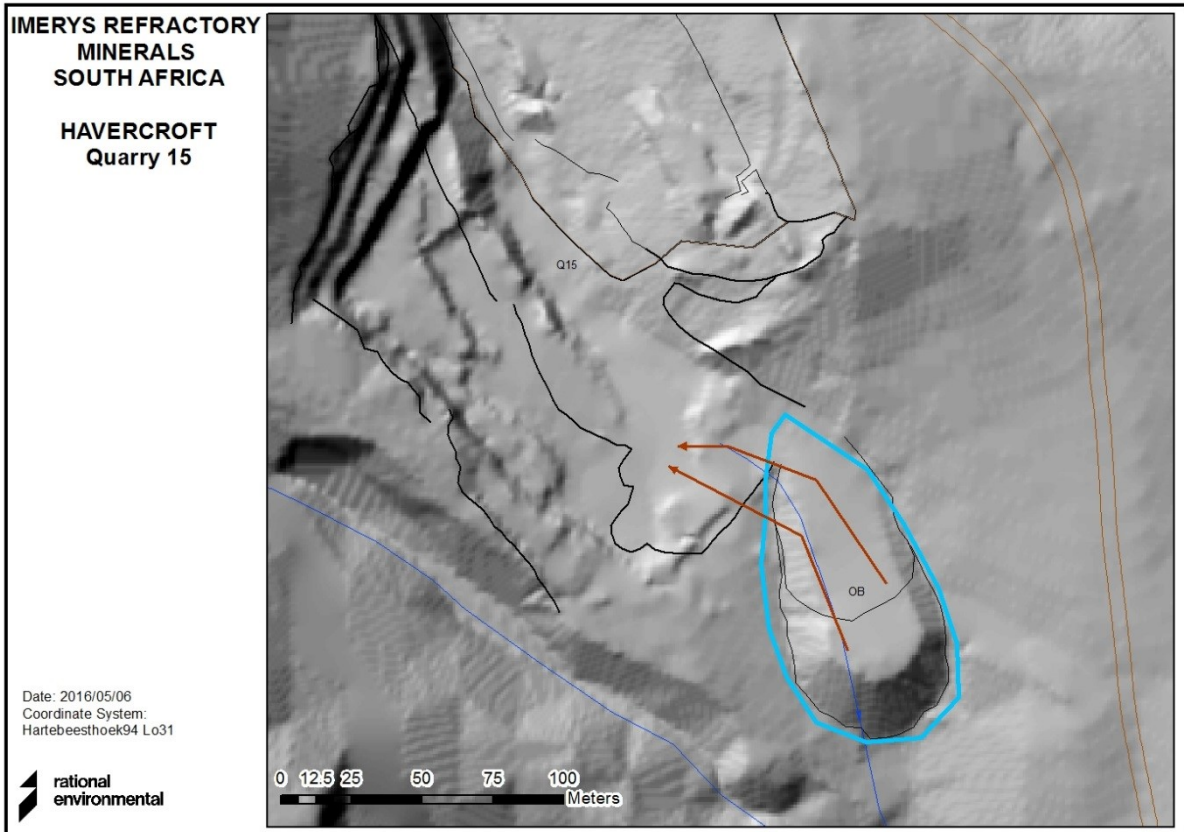 IMERYS REFRACTORY
MINERALS
SOUTH AFRICA
HAVERCROFT
Quarry 15
Q15
OB
Date: 2016/05/06
Coordinate System:
Hartebeesthoek94 Lo31
rational
environmental
0 12.5 25 50 75 100
Meters